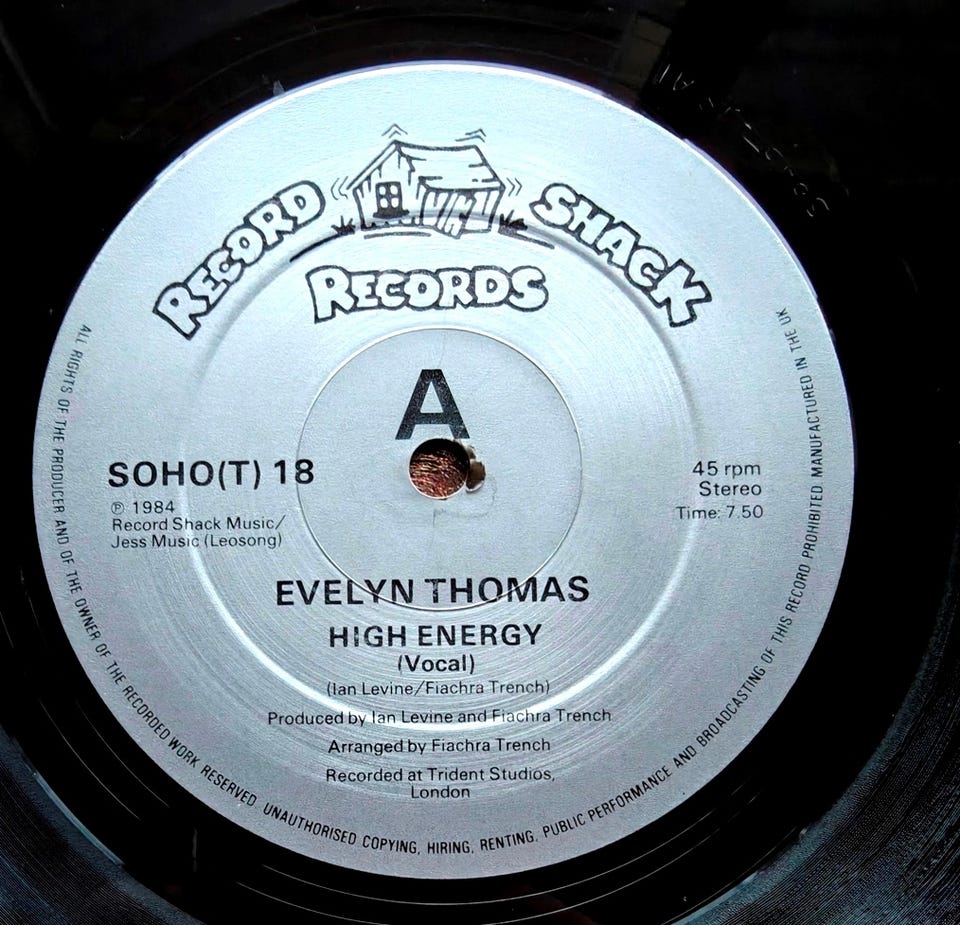 RECORD SHACK
RECORDS
A
SOHO(T) 18
℗ 1984
Record Shack Music/
Jess Music (Leosong)
45 rpm
Stereo
Time: 7.50
EVELYN THOMAS
HIGH ENERGY
(Vocal)
(Ian Levine/Fiachra Trench)
Produced by Ian Levine and Fiachra Trench
Arranged by Fiachra Trench
Recorded at Trident Studios,
London
ALL RIGHTS OF THE PRODUCER AND OF THE OWNER OF THE RECORDED WORK RESERVED UNAUTHORISED COPYING, HIRING, RENTING, PUBLIC PERFORMANCE AND BROADCASTING OF THIS RECORD PROHIBITED MANUFACTURED IN THE UK